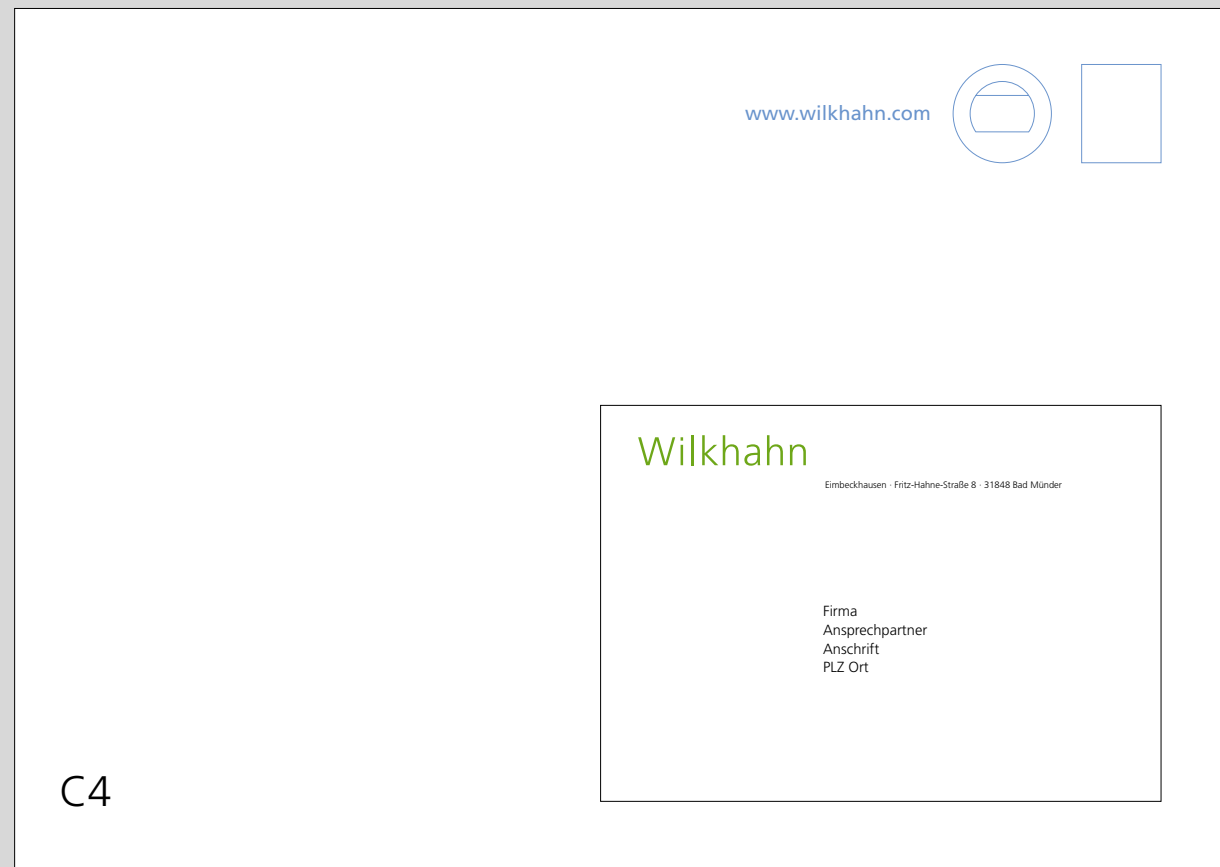 www.wilkhahn.com
Wilkhahn
Eimbeckhausen · Fritz-Hahne-Straße 8 · 31848 Bad Münder
Firma
Ansprechpartner
Anschrift
PLZ Ort
C4